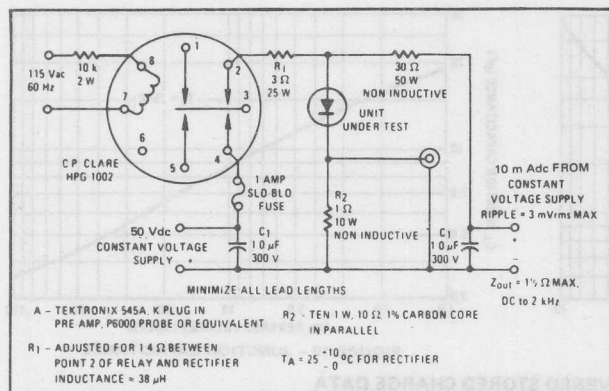 115 Vac
60 Hz
10 k
2 W
8
7
6
1
2
3
4
5
C P CLARE
HPG 1002
R1
3 Ω
25 W
30 Ω
50 W
NON INDUCTIVE
UNIT
UNDER TEST
1 AMP
SLO BLO
FUSE
R2
1 Ω
10 W
NON INDUCTIVE
10 m Adc FROM
CONSTANT
VOLTAGE SUPPLY
RIPPLE = 3 mVrms MAX
50 Vdc
CONSTANT VOLTAGE
SUPPLY
-
+
C1
1 0 µF
300 V
C1
1 0 µF
300 V
+
-
Zout = 1½ Ω MAX,
DC to 2 kHz
MINIMIZE ALL LEAD LENGTHS
A - TEKTRONIX 545A, K PLUG IN
PRE AMP, P6000 PROBE OR EQUIVALENT
R1 - ADJUSTED FOR 1 4 Ω BETWEEN
POINT 2 OF RELAY AND RECTIFIER
INDUCTANCE ≈ 38 µH
R2 - TEN 1 W, 10 Ω, 1% CARBON CORE
IN PARALLEL
TA = 25 +10 -0 °C FOR RECTIFIER